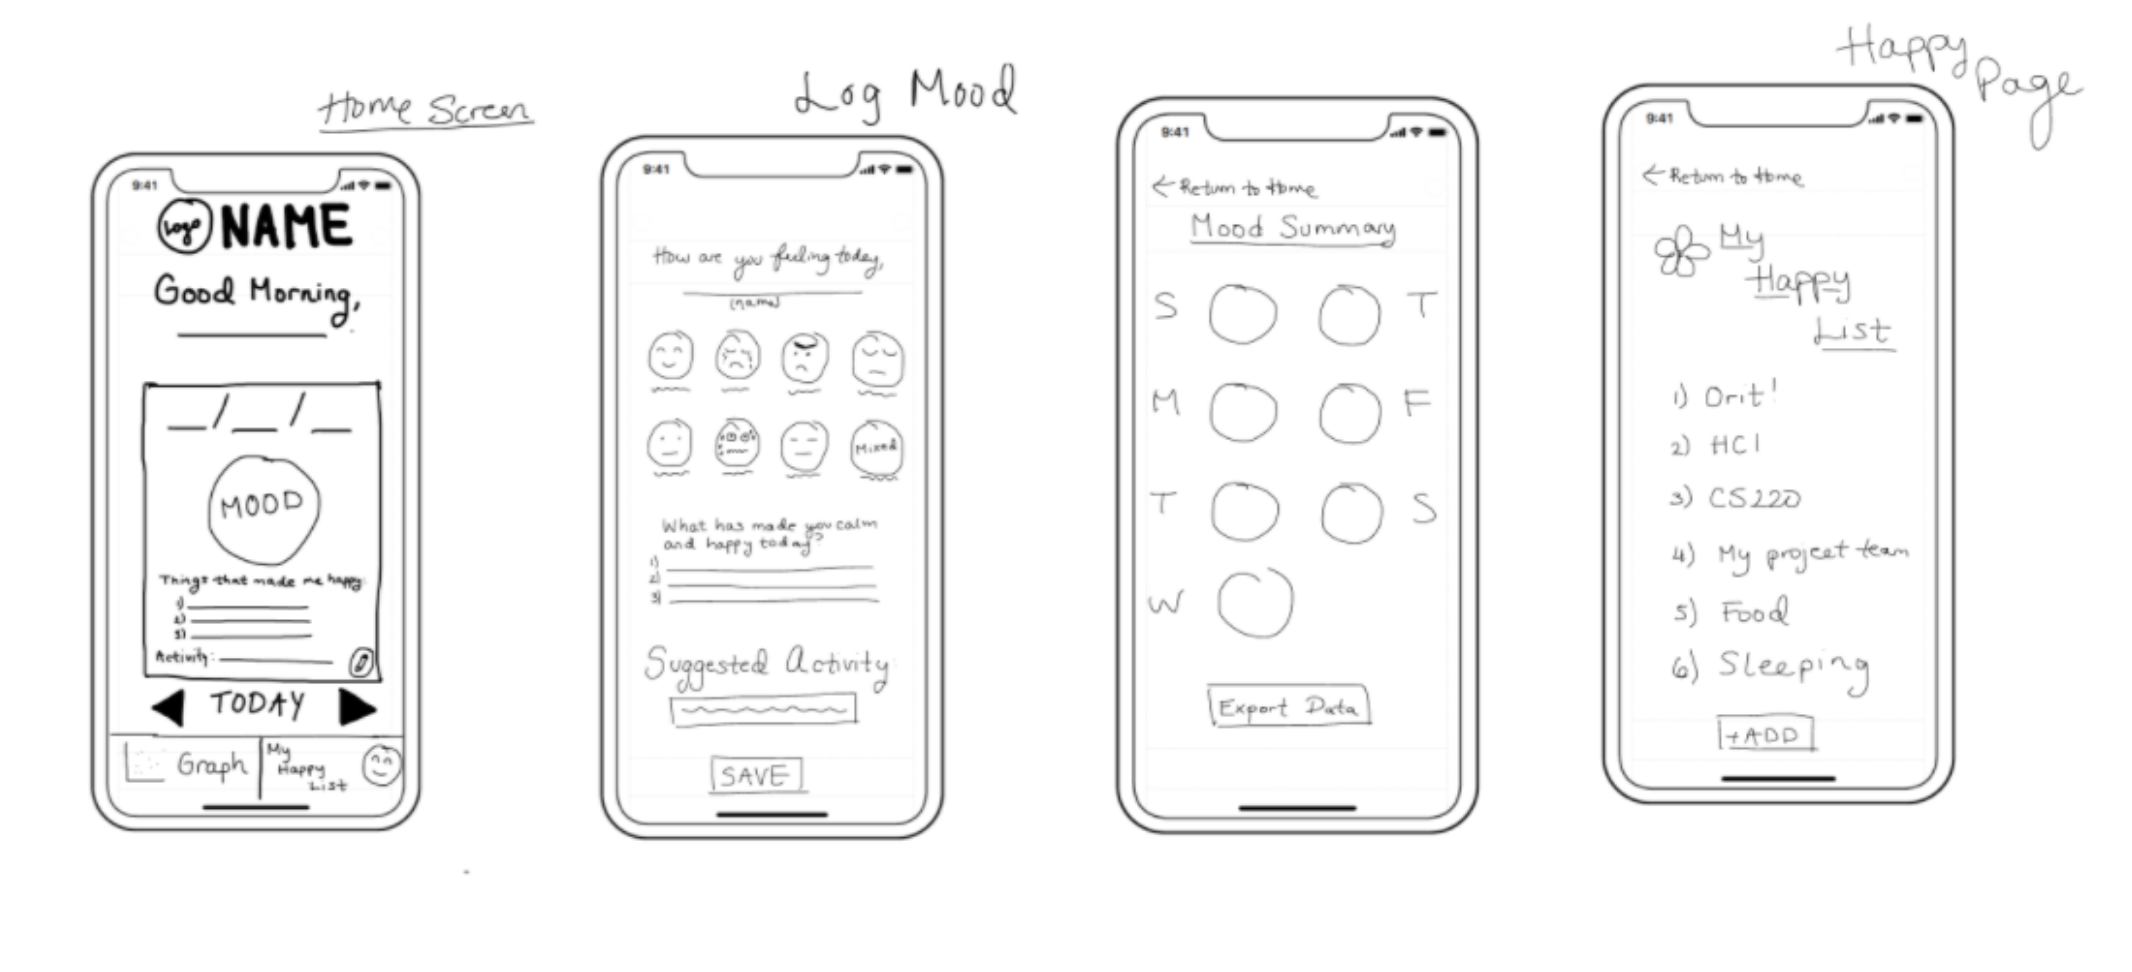 Home Screen
9:41
Logo NAME
Good Morning,
MOOD
Things that made me happy:
1)
2)
3)
Activity:
TODAY
Graph
My
Happy
List
Log Mood
9:41
How are you feeling today,
(name)
Mixed
What has made you calm
and happy today?
1)
2)
3)
Suggested Activity:
SAVE
9:41
← Return to Home
Mood Summary
S T
M F
T S
W
Export Data
Happy
Page
9:41
← Return to Home
My
Happy
List
1) Orit!
2) HCI
3) CS220
4) My project team
5) Food
6) Sleeping
+ADD